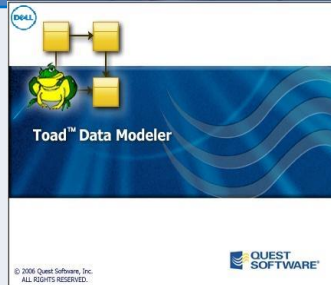 DELL
Toad™ Data Modeler
QUEST
SOFTWARE®
© 2006 Quest Software, Inc.
ALL RIGHTS RESERVED.